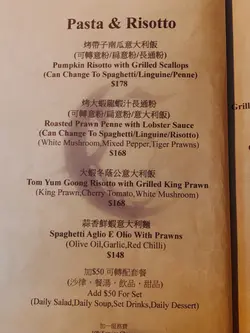 Pasta & Risotto
烤帶子南瓜意大利飯
(可轉意粉/扁意粉/長通粉)
Pumpkin Risotto with Grilled Scallops
(Can Change To Spaghetti/Linguine/Penne)
$178
烤大蝦龍蝦汁長通粉
(可轉意粉/扁意粉/意大利飯)
Roasted Prawn Penne with Lobster Sauce
(Can Change To Spaghetti/Linguine/Risotto)
(White Mushroom,Mixed Pepper,Tiger Prawns)
$168
大蝦冬蔭公意大利飯
Tom Yum Goong Risotto with Grilled King Prawn
(King Prawn,Cherry Tomato,White Mushroom)
$168
蒜香鮮蝦意大利麵
Spaghetti Aglio E Olio With Prawns
(Olive Oil,Garlic,Red Chilli)
$148
加$50可轉配套餐
(沙律，餐湯，飲品，甜品)
Add $50 For Set
(Daily Salad,Daily Soup,Set Drinks,Daily Dessert)
加一服務費